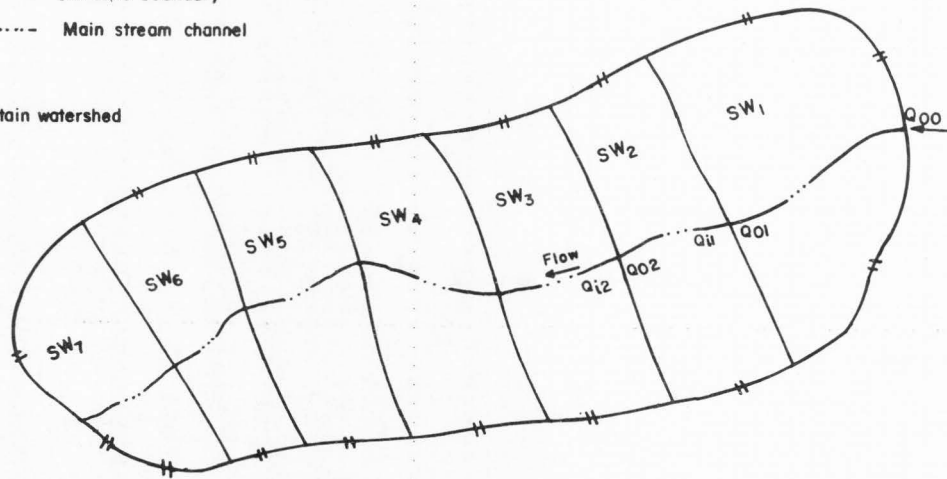 Main stream channel
tain watershed
SW1
Q00
SW2
SW3
SW4
SW5
SW6
SW7
Qi1
Q01
Flow
Qi2
Q02